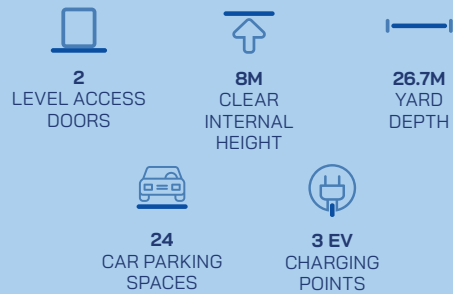 2
LEVEL ACCESS
DOORS
8M
CLEAR
INTERNAL
HEIGHT
26.7M
YARD
DEPTH
24
CAR PARKING
SPACES
3 EV
CHARGING
POINTS